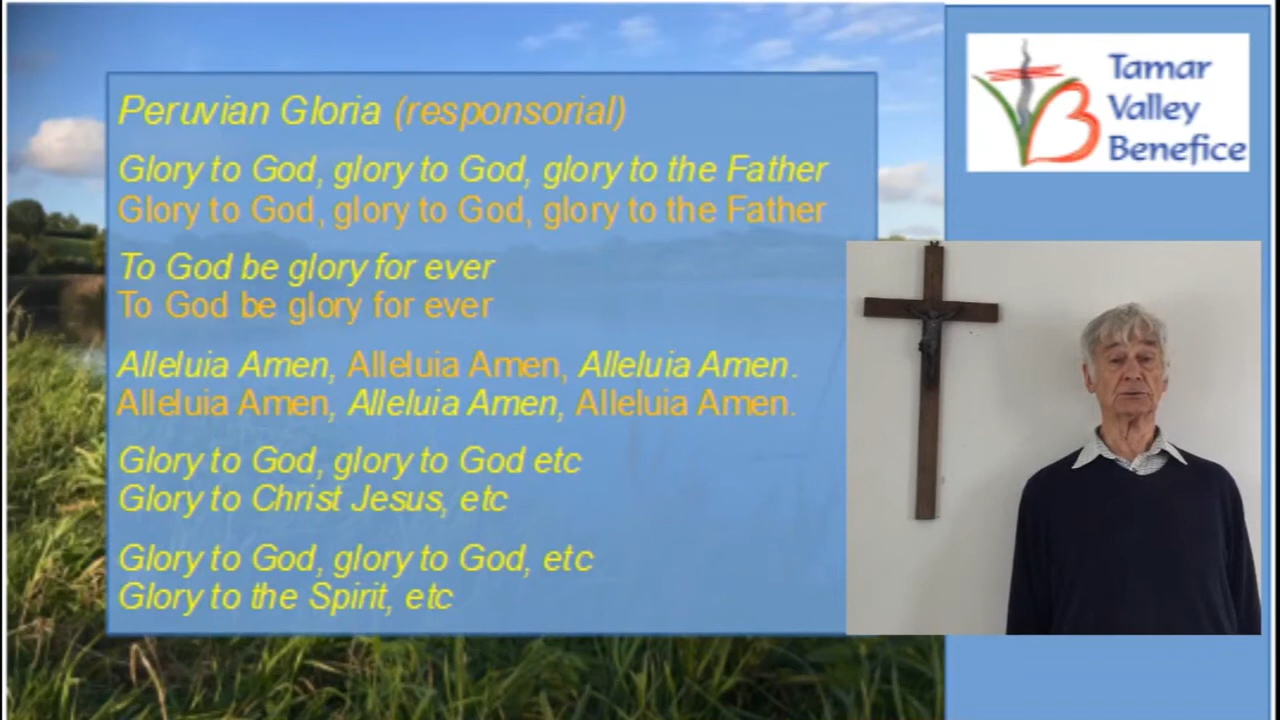 Peruvian Gloria (responsorial)
Glory to God, glory to God, glory to the Father
Glory to God, glory to God, glory to the Father
To God be glory for ever
To God be glory for ever
Alleluia Amen, Alleluia Amen, Alleluia Amen.
Alleluia Amen, Alleluia Amen, Alleluia Amen.
Glory to God, glory to God etc
Glory to Christ Jesus, etc
Glory to God, glory to God, etc
Glory to the Spirit, etc
Tamar
Valley
Benefice